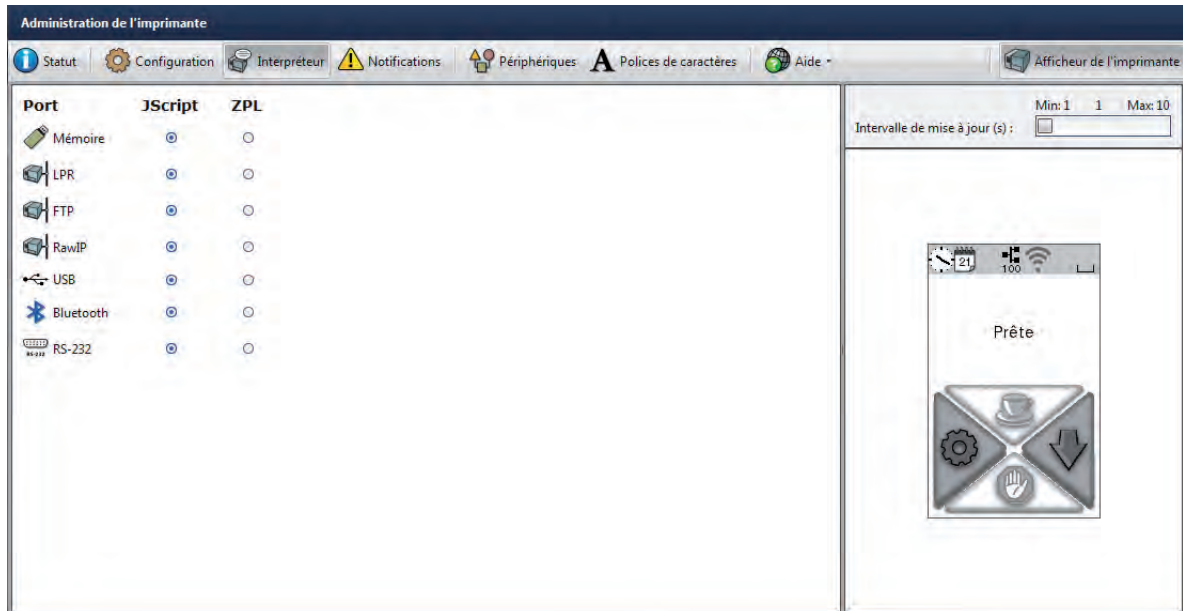 Administration de l'imprimante
Statut Configuration Interpréteur Notifications Périphériques Polices de caractères Aide Afficheur de l'imprimante
Port JScript ZPL
Mémoire
LPR
FTP
RawIP
USB
Bluetooth
RS-232 RS-232
Min: 1 1 Max: 10
Intervalle de mise à jour (s) :
21 100
Prête